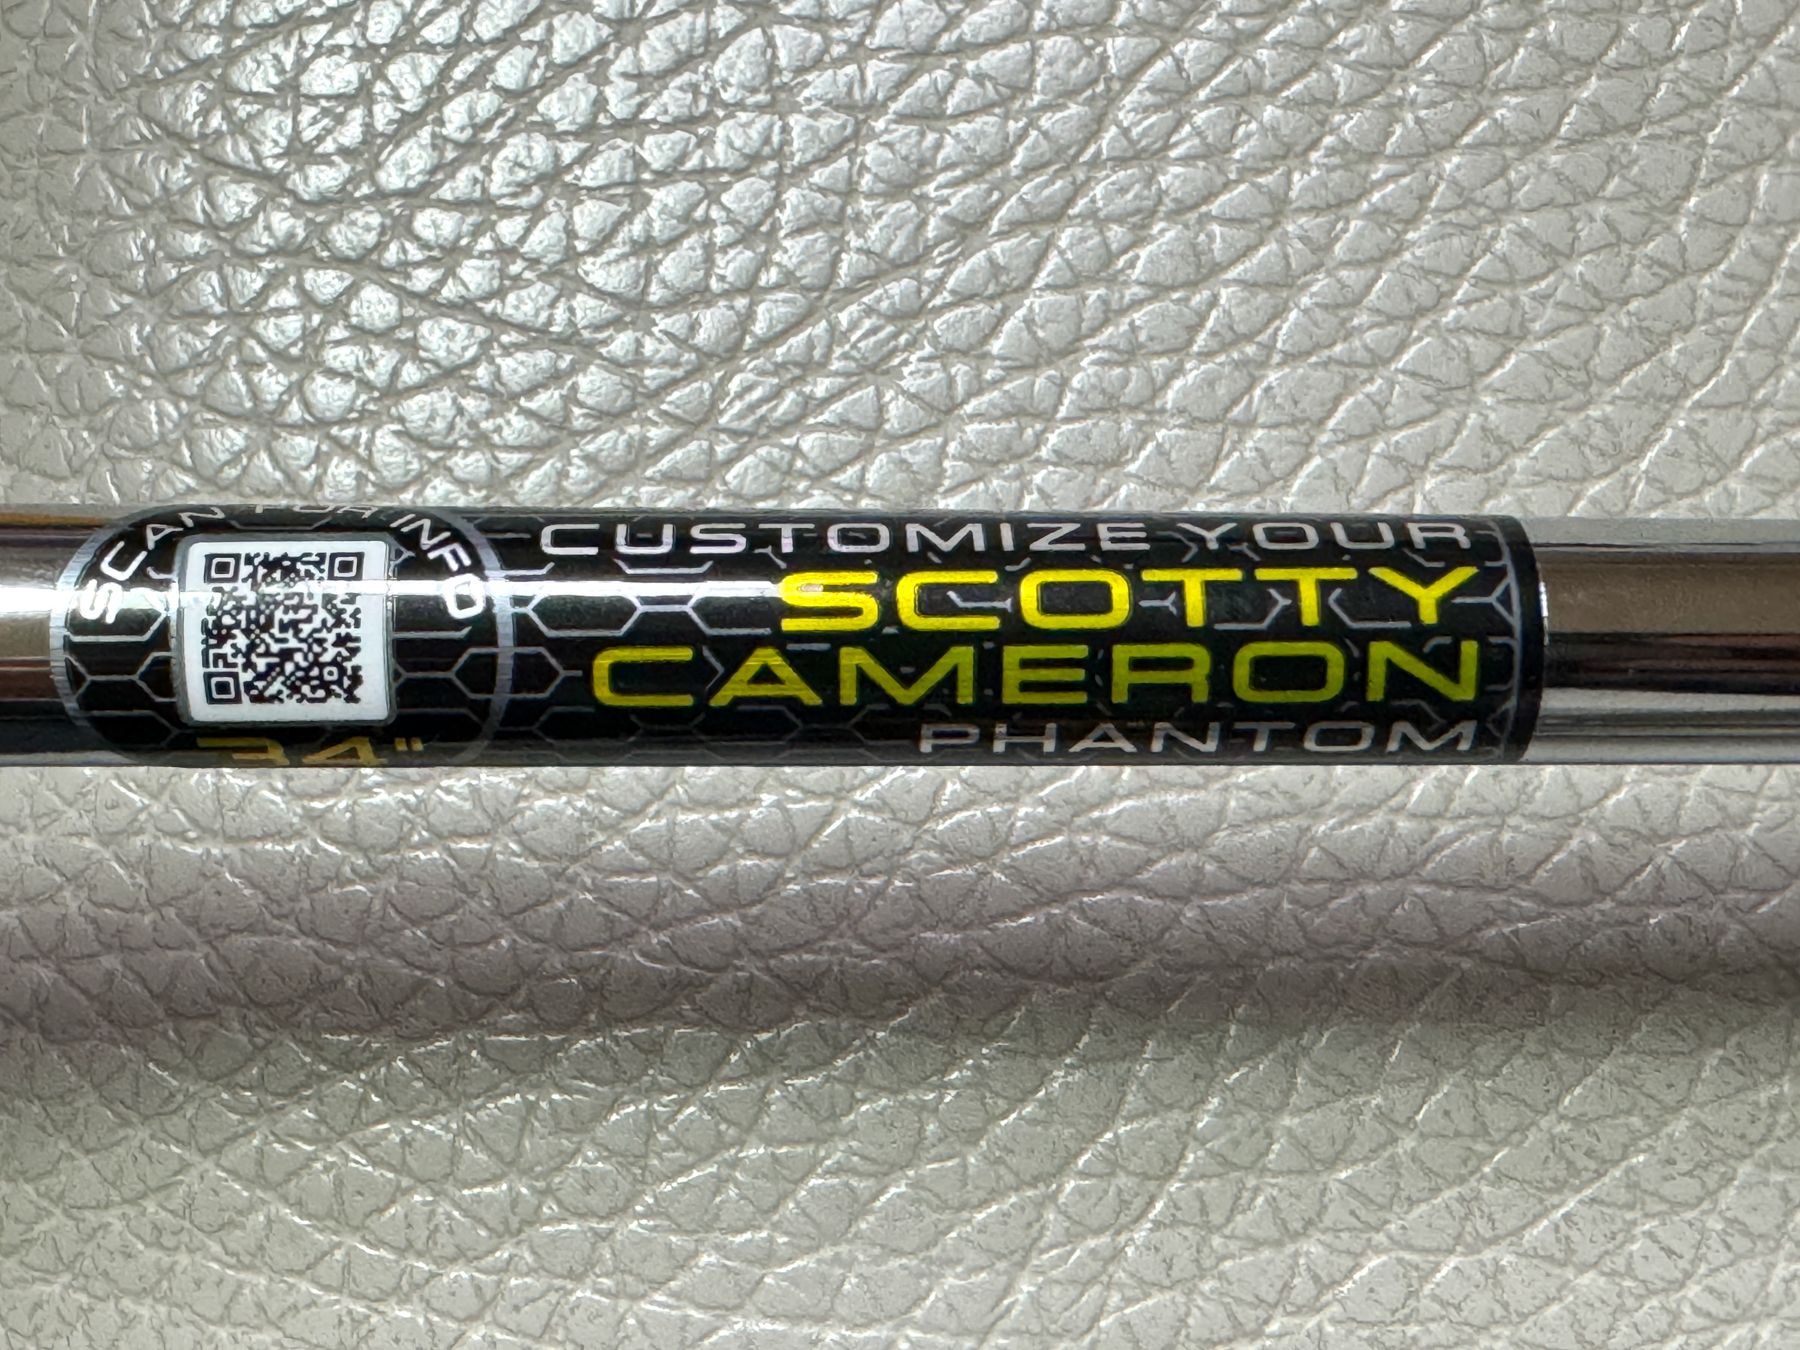 SCAN FOR INFO
34"
CUSTOMIZE YOUR
SCOTTY
CAMERON
PHANTOM